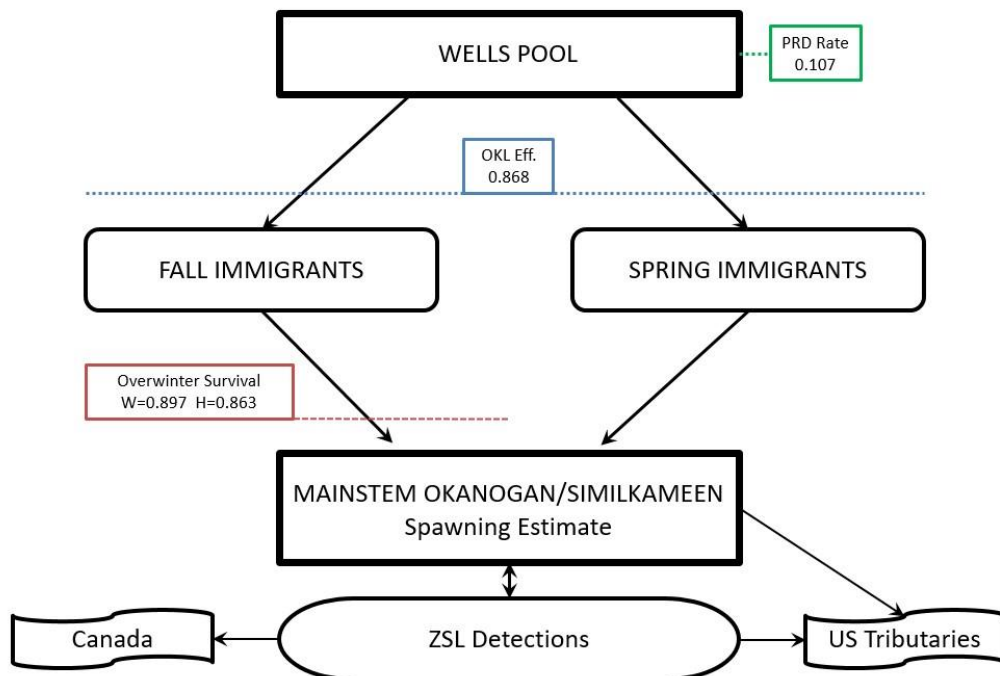 WELLS POOL
PRD Rate
0.107
OKL Eff.
0.868
FALL IMMIGRANTS
SPRING IMMIGRANTS
Overwinter Survival
W=0.897  H=0.863
MAINSTEM OKANOGAN/SIMILKAMEEN
Spawning Estimate
Canada
ZSL Detections
US Tributaries